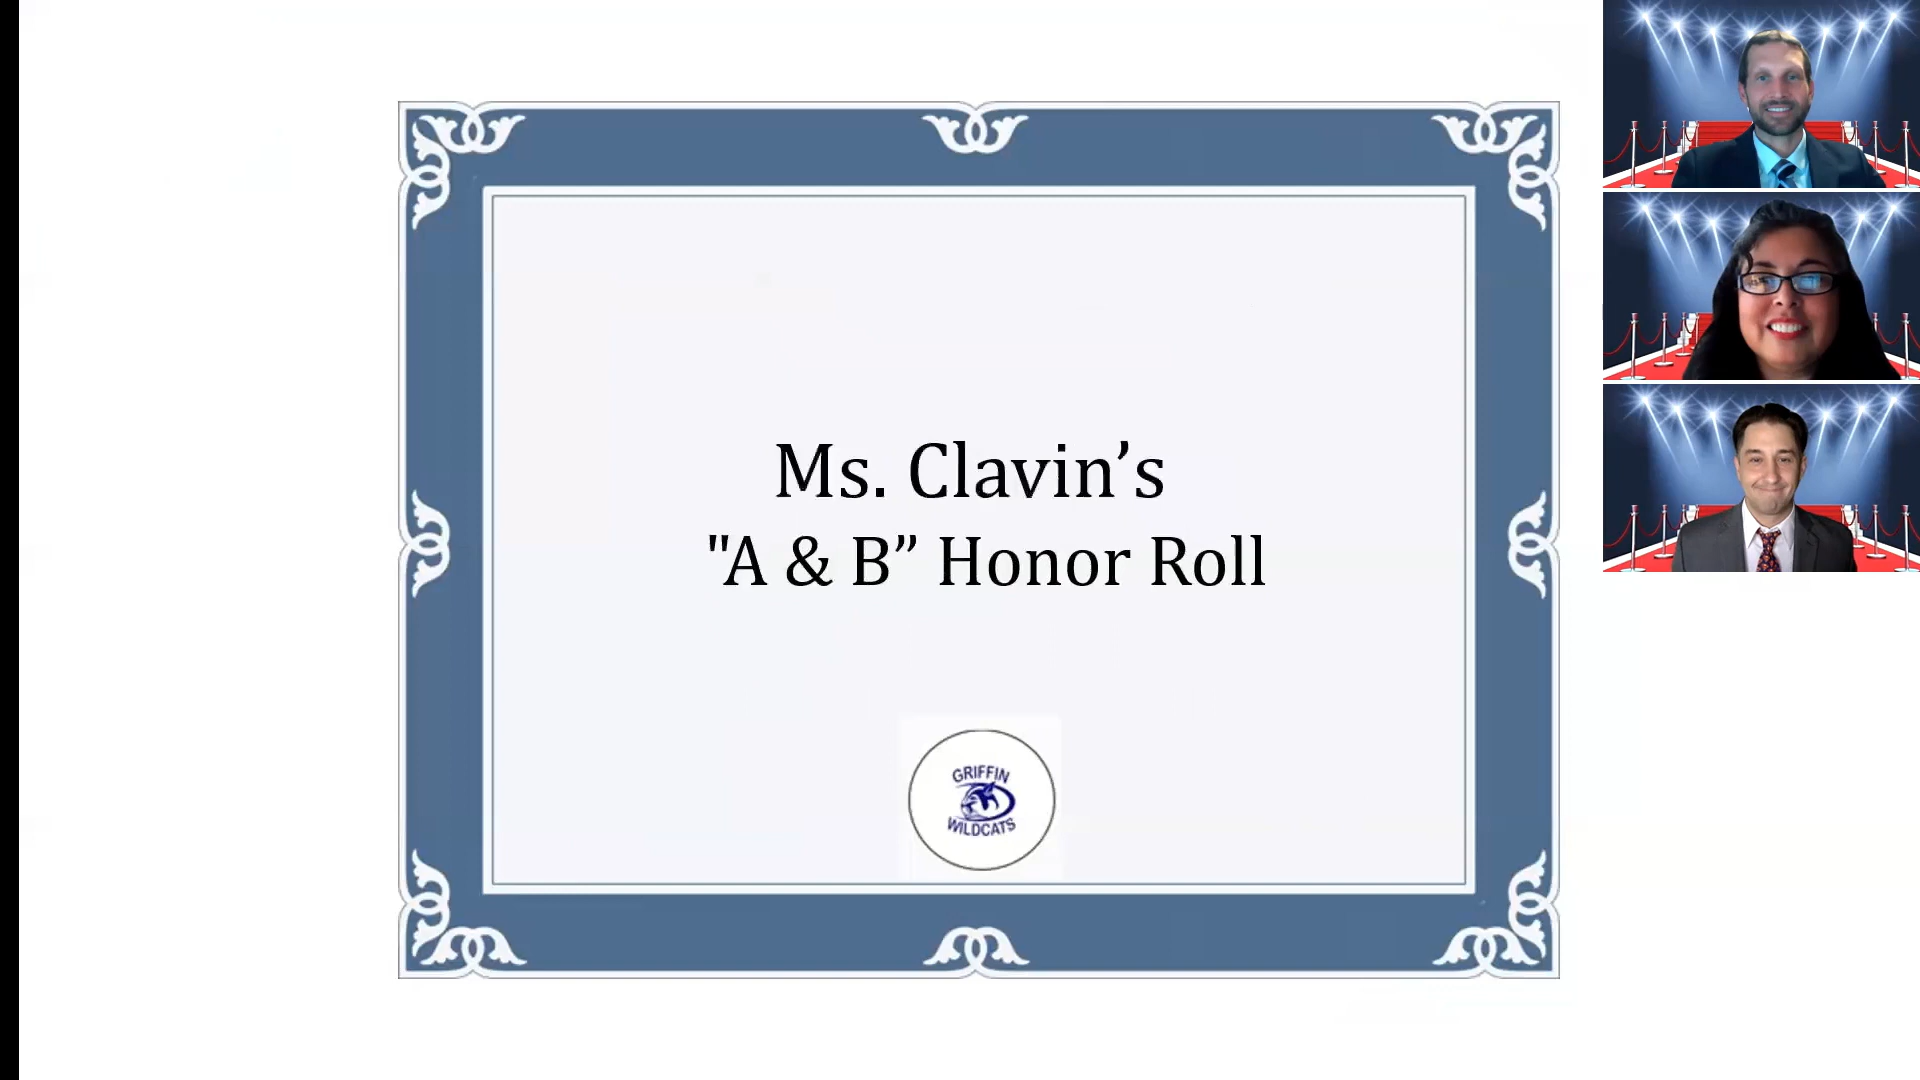 Ms. Clavin’s
"A & B” Honor Roll
GRIFFIN
WILDCATS